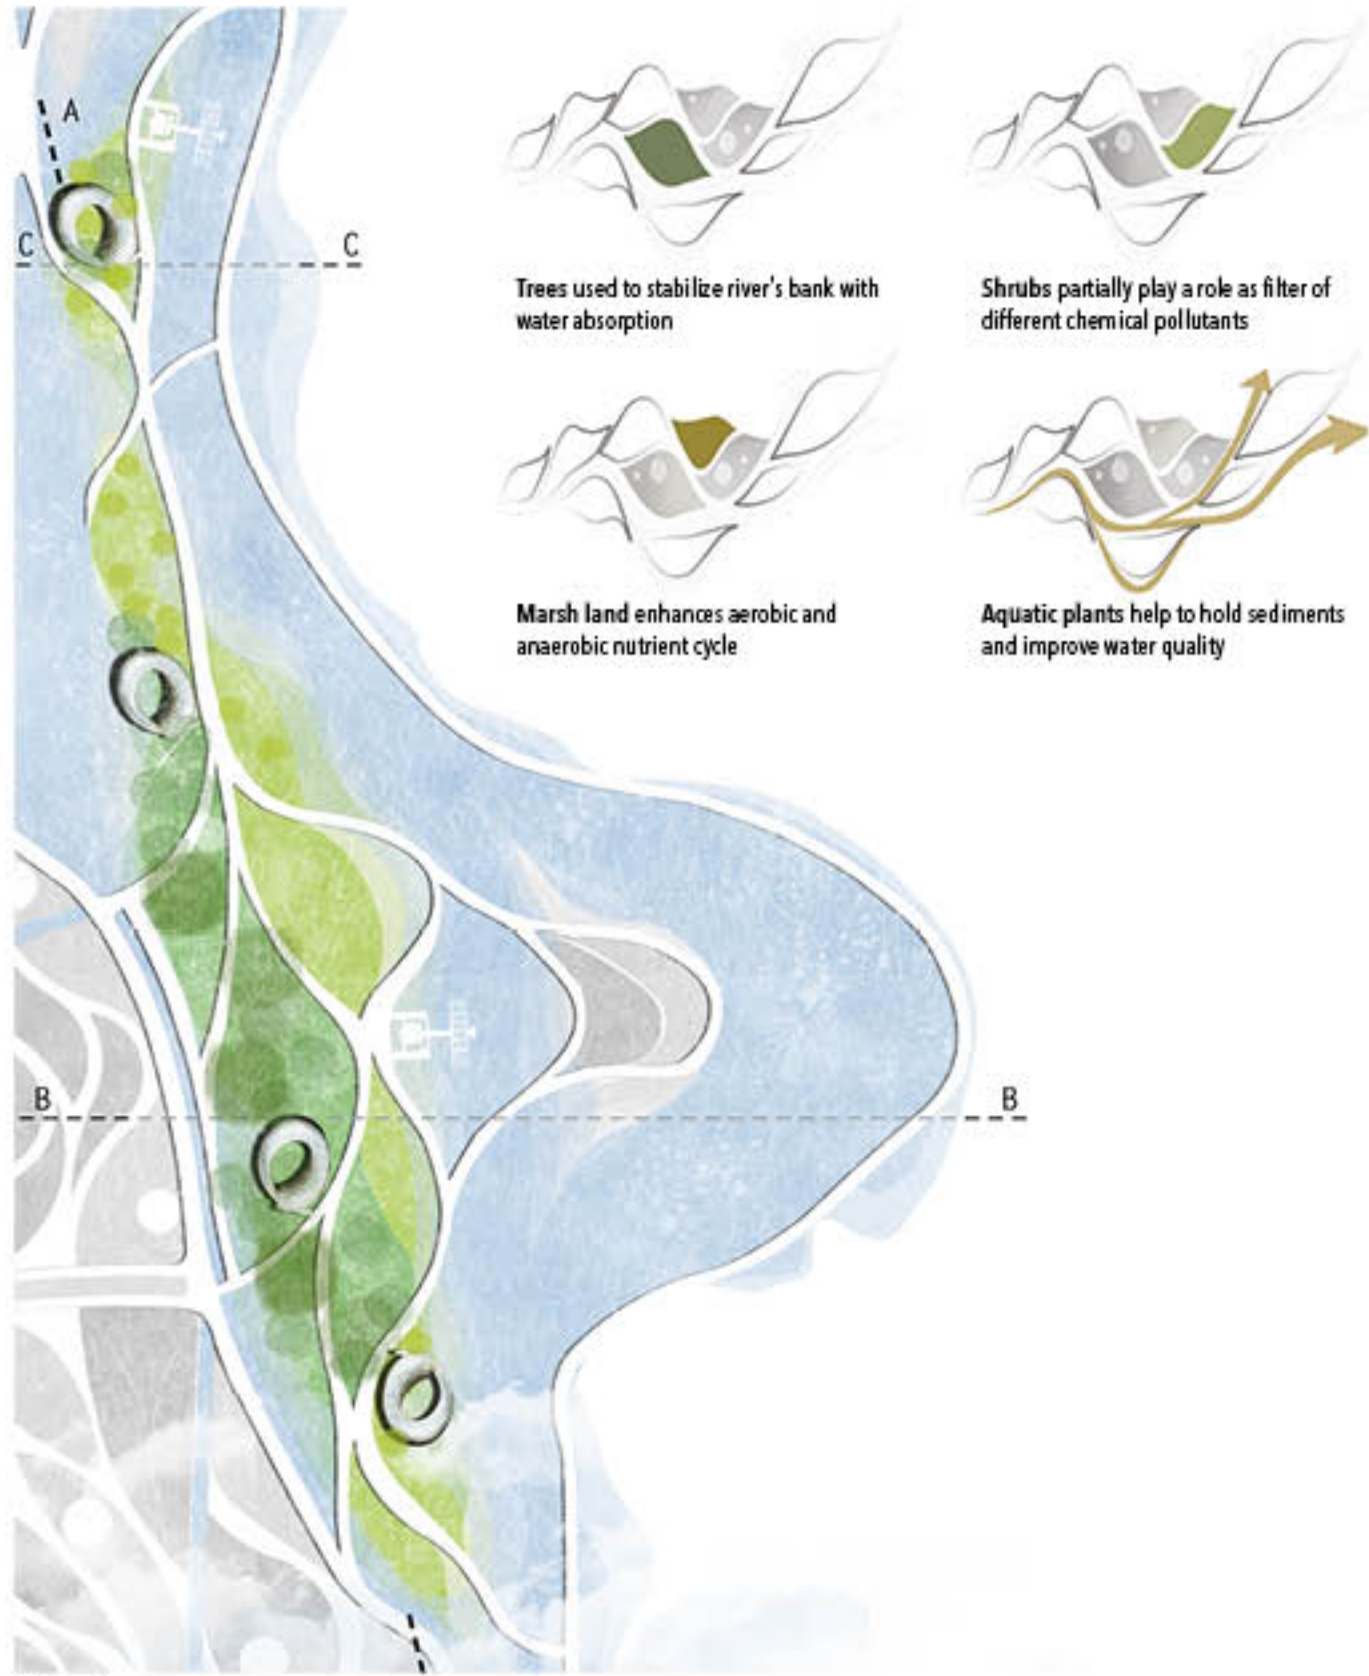 A
C
C
Trees used to stabilize river's bank with
water absorption
Shrubs partially play a role as filter of
different chemical pollutants
Marsh land enhances aerobic and
anaerobic nutrient cycle
Aquatic plants help to hold sediments
and improve water quality
B
B